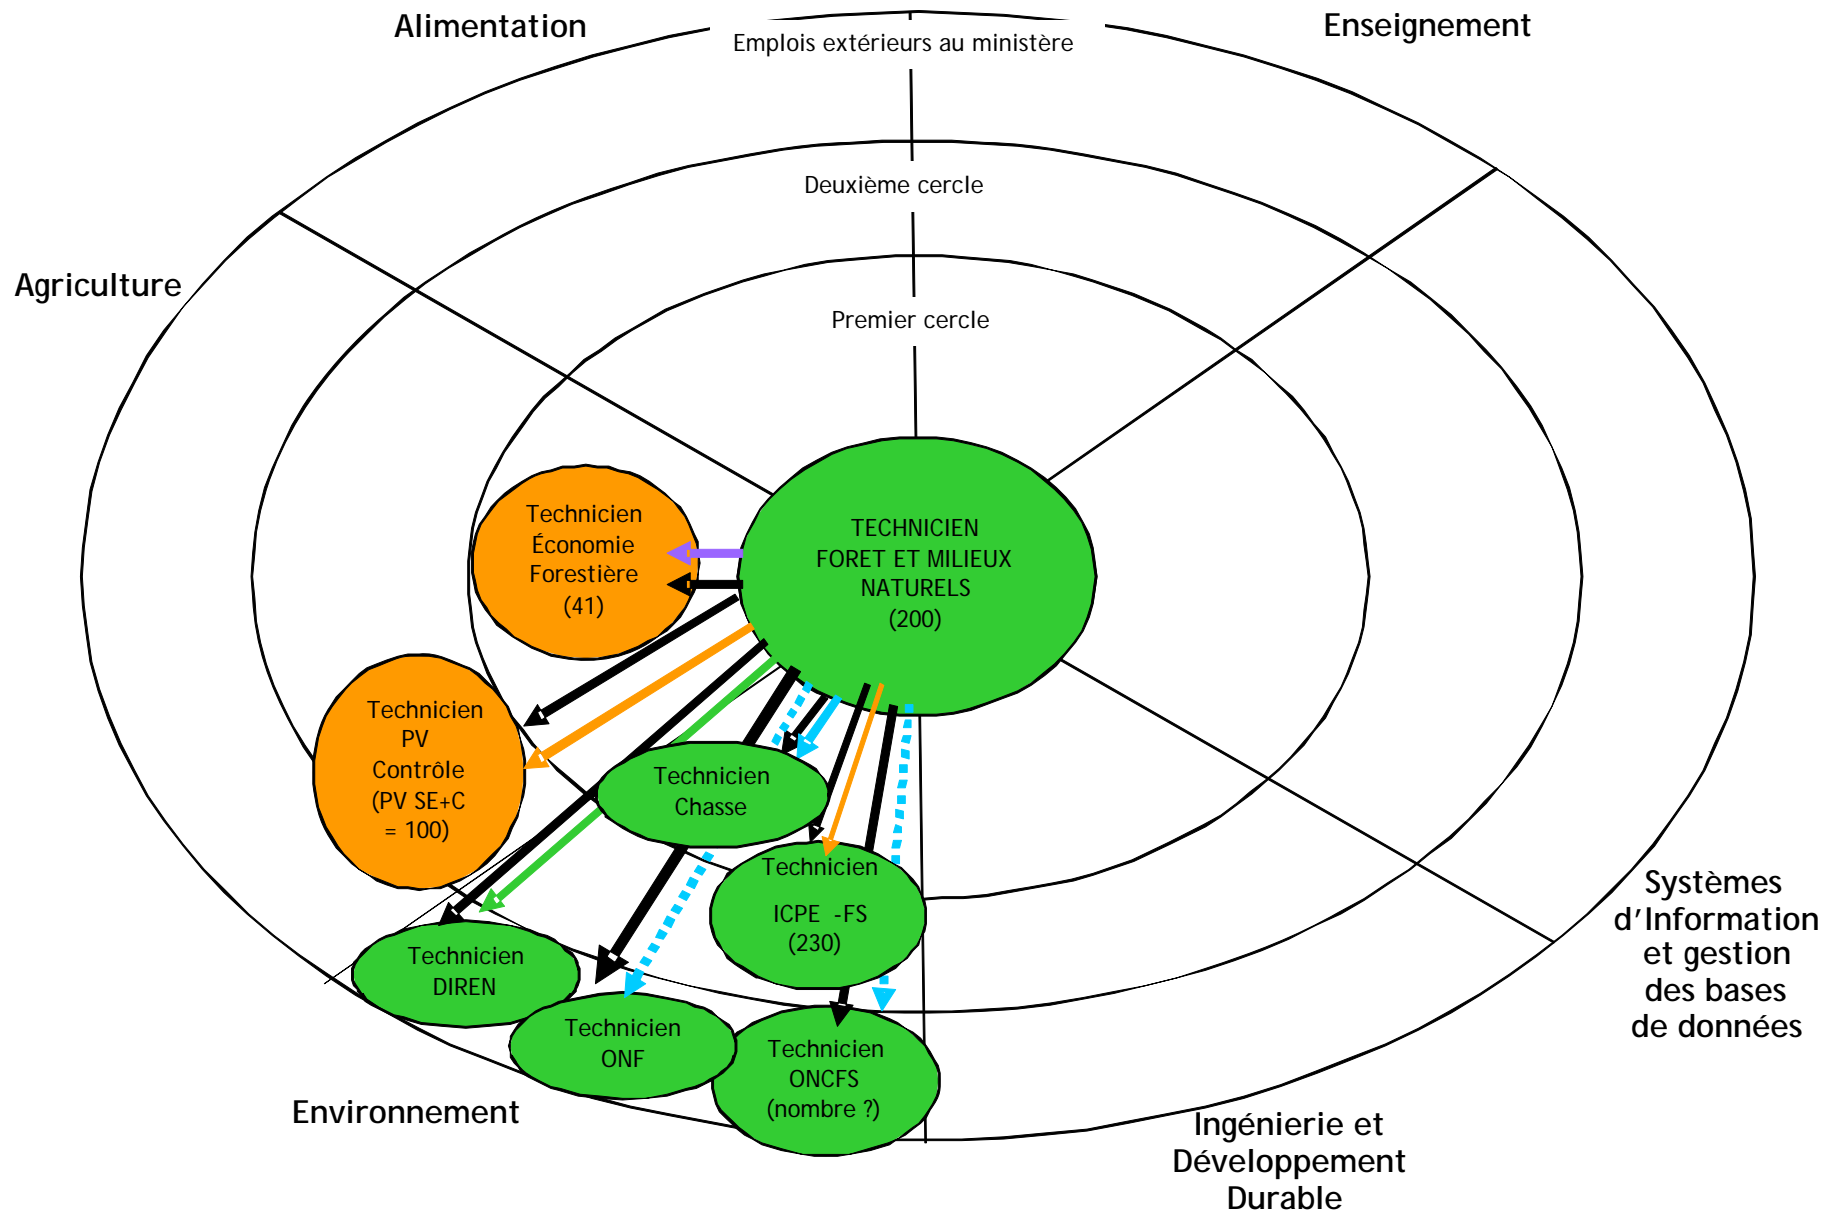 Alimentation
Enseignement
Emplois extérieurs au ministère
Deuxième cercle
Agriculture
Premier cercle
Technicien
Économie
Forestière
(41)
TECHNICIEN
FORET ET MILIEUX
NATURELS
(200)
Technicien
PV
Contrôle
(PV SE+C
= 100)
Technicien
Chasse
Technicien
ICPE -FS
(230)
Technicien
DIREN
Technicien
ONF
Technicien
ONCFS
(nombre ?)
Systèmes
d'Information
et gestion
des bases
de données
Environnement
Ingénierie et
Développement
Durable